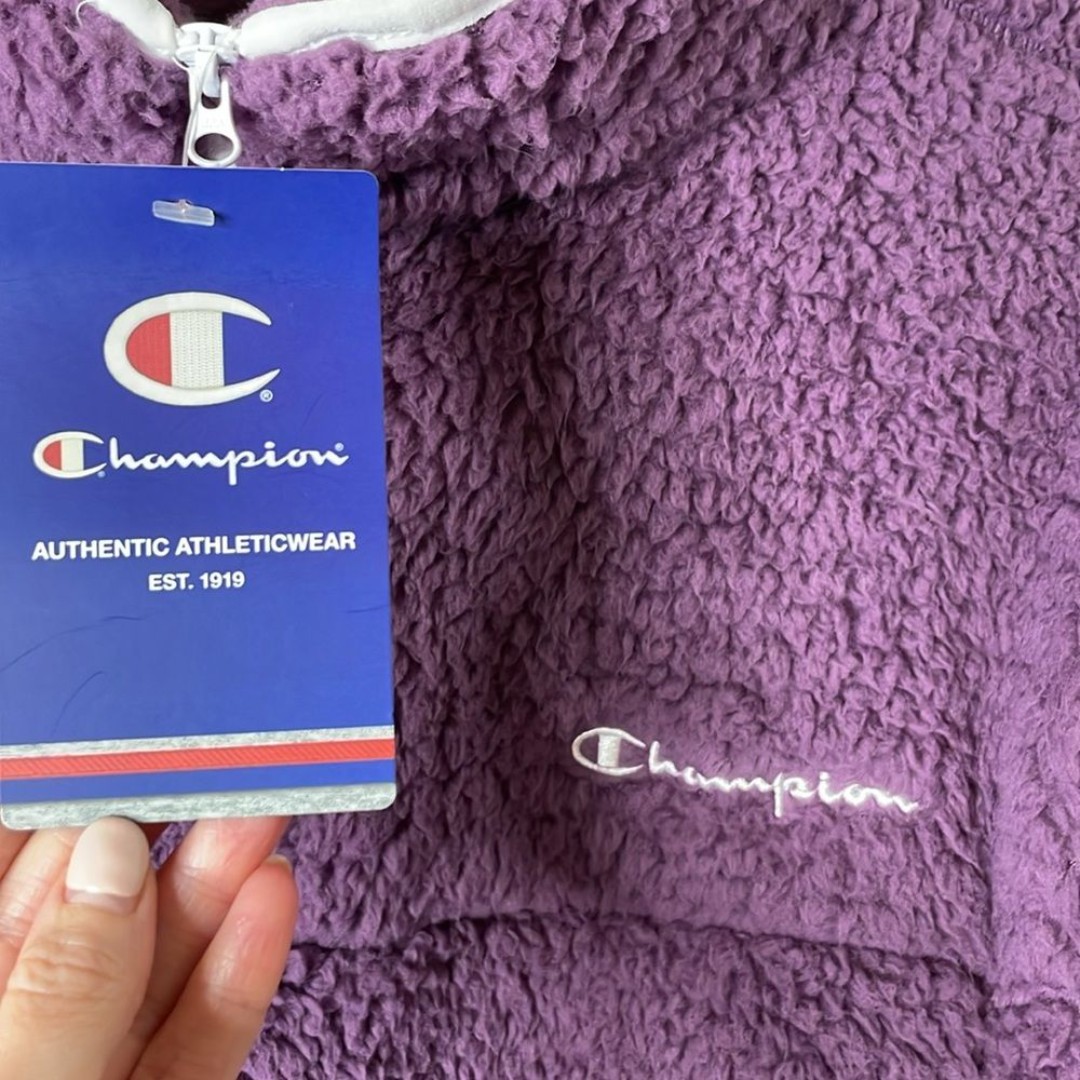 ®
Champion®
AUTHENTIC ATHLETICWEAR
EST. 1919
Champion